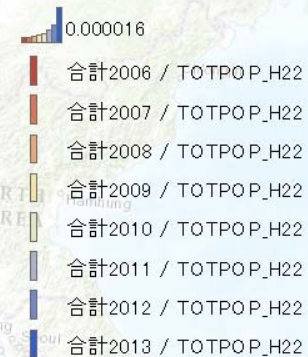 0.000016
合計2006 / TOTPOP_H22
合計2007 / TOTPOP_H22
合計2008 / TOTPOP_H22
合計2009 / TOTPOP_H22
Hamhung
合計2010 / TOTPOP_H22
合計2011 / TOTPOP_H22
合計2012 / TOTPOP_H22
Seoul
合計2013 / TOTPOP_H22